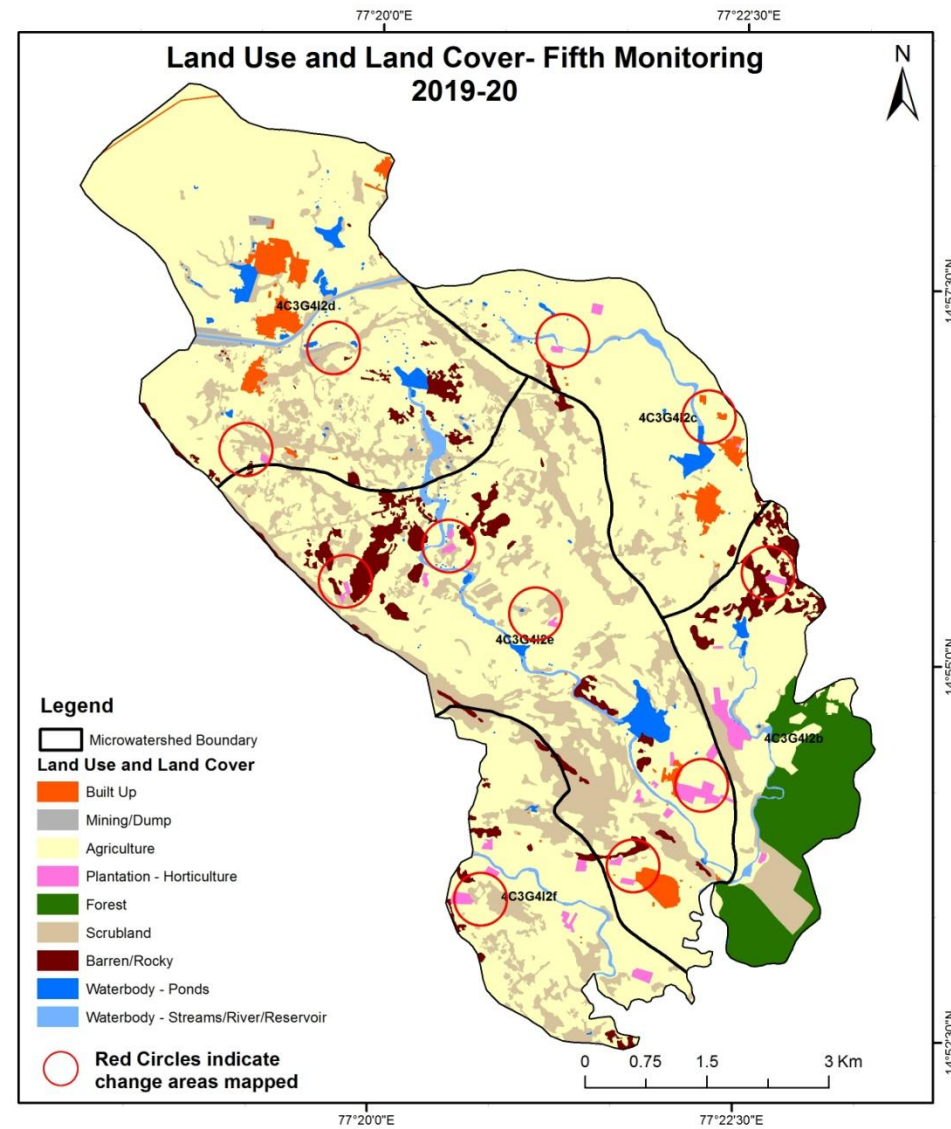 77°20'0"E 77°22'30"E
Land Use and Land Cover- Fifth Monitoring
2019-20
N
14°57'30"N
4C3G4I2d
4C3G4I2c
4C3G4I2e
14°55'0"N
4C3G4I2b
4C3G4I2f
Legend
Microwatershed Boundary
Land Use and Land Cover
Built Up
Mining/Dump
Agriculture
Plantation - Horticulture
Forest
Scrubland
Barren/Rocky
Waterbody - Ponds
Waterbody - Streams/River/Reservoir
Red Circles indicate
change areas mapped
0 0.75 1.5 3 Km
14°52'30"N
77°20'0"E 77°22'30"E